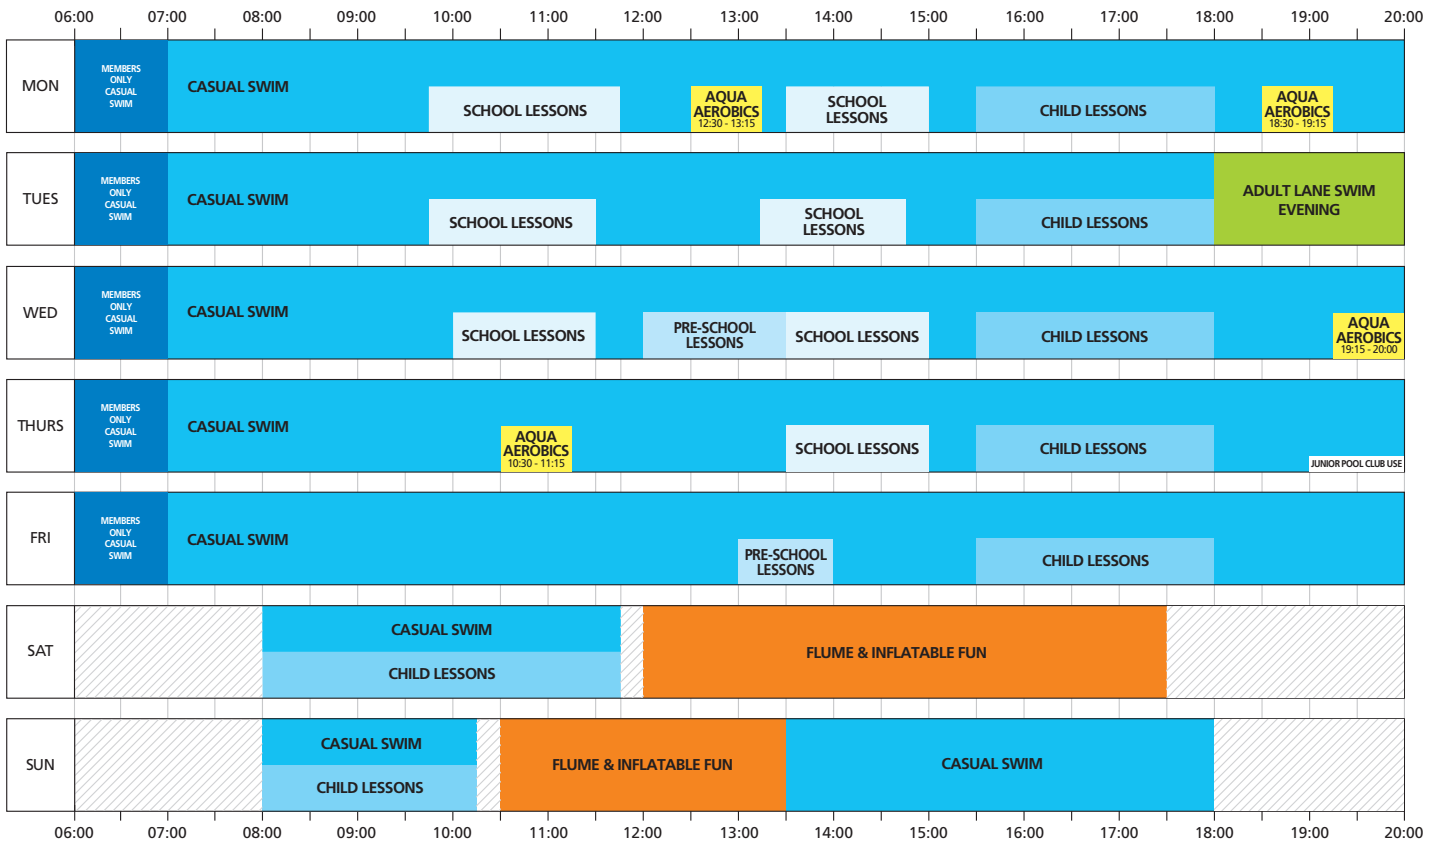 06:00 07:00 08:00 09:00 10:00 11:00 12:00 13:00 14:00 15:00 16:00 17:00 18:00 19:00 20:00
MON
MEMBERS
ONLY
CASUAL
SWIM
CASUAL SWIM
SCHOOL LESSONS
AQUA
AEROBICS
12:30 - 13:15
SCHOOL
LESSONS
CHILD LESSONS
AQUA
AEROBICS
18:30 - 19:15
TUES
MEMBERS
ONLY
CASUAL
SWIM
CASUAL SWIM
SCHOOL LESSONS
SCHOOL
LESSONS
CHILD LESSONS
ADULT LANE SWIM
EVENING
WED
MEMBERS
ONLY
CASUAL
SWIM
CASUAL SWIM
SCHOOL LESSONS
PRE-SCHOOL
LESSONS
SCHOOL LESSONS
CHILD LESSONS
AQUA
AEROBICS
19:15 - 20:00
THURS
MEMBERS
ONLY
CASUAL
SWIM
CASUAL SWIM
AQUA
AEROBICS
10:30 - 11:15
SCHOOL LESSONS
CHILD LESSONS
JUNIOR POOL CLUB USE
FRI
MEMBERS
ONLY
CASUAL
SWIM
CASUAL SWIM
PRE-SCHOOL
LESSONS
CHILD LESSONS
SAT
CASUAL SWIM
CHILD LESSONS
FLUME & INFLATABLE FUN
SUN
CASUAL SWIM
CHILD LESSONS
FLUME & INFLATABLE FUN
CASUAL SWIM
06:00 07:00 08:00 09:00 10:00 11:00 12:00 13:00 14:00 15:00 16:00 17:00 18:00 19:00 20:00